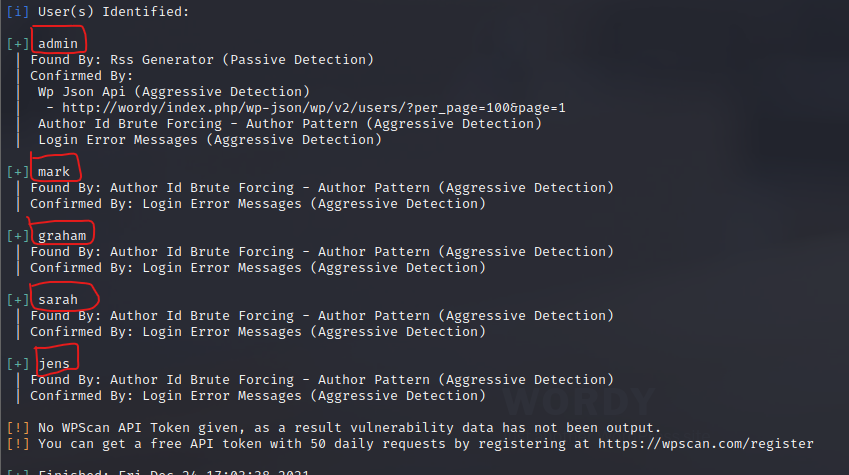 [i] User(s) Identified:
[+] admin
| Found By: Rss Generator (Passive Detection)
| Confirmed By:
| Wp Json Api (Aggressive Detection)
| - http://wordy/index.php/wp-json/wp/v2/users/?per_page=100&page=1
| Author Id Brute Forcing - Author Pattern (Aggressive Detection)
| Login Error Messages (Aggressive Detection)
[+] mark
| Found By: Author Id Brute Forcing - Author Pattern (Aggressive Detection)
| Confirmed By: Login Error Messages (Aggressive Detection)
[+] graham
| Found By: Author Id Brute Forcing - Author Pattern (Aggressive Detection)
| Confirmed By: Login Error Messages (Aggressive Detection)
[+] sarah
| Found By: Author Id Brute Forcing - Author Pattern (Aggressive Detection)
| Confirmed By: Login Error Messages (Aggressive Detection)
[+] jens
| Found By: Author Id Brute Forcing - Author Pattern (Aggressive Detection)
| Confirmed By: Login Error Messages (Aggressive Detection)
WORDY
[!] No WPScan API Token given, as a result vulnerability data has not been output.
[!] You can get a free API token with 50 daily requests by registering at https://wpscan.com/register
[+] Finished: Fri Dec 24 17:03:38 2021